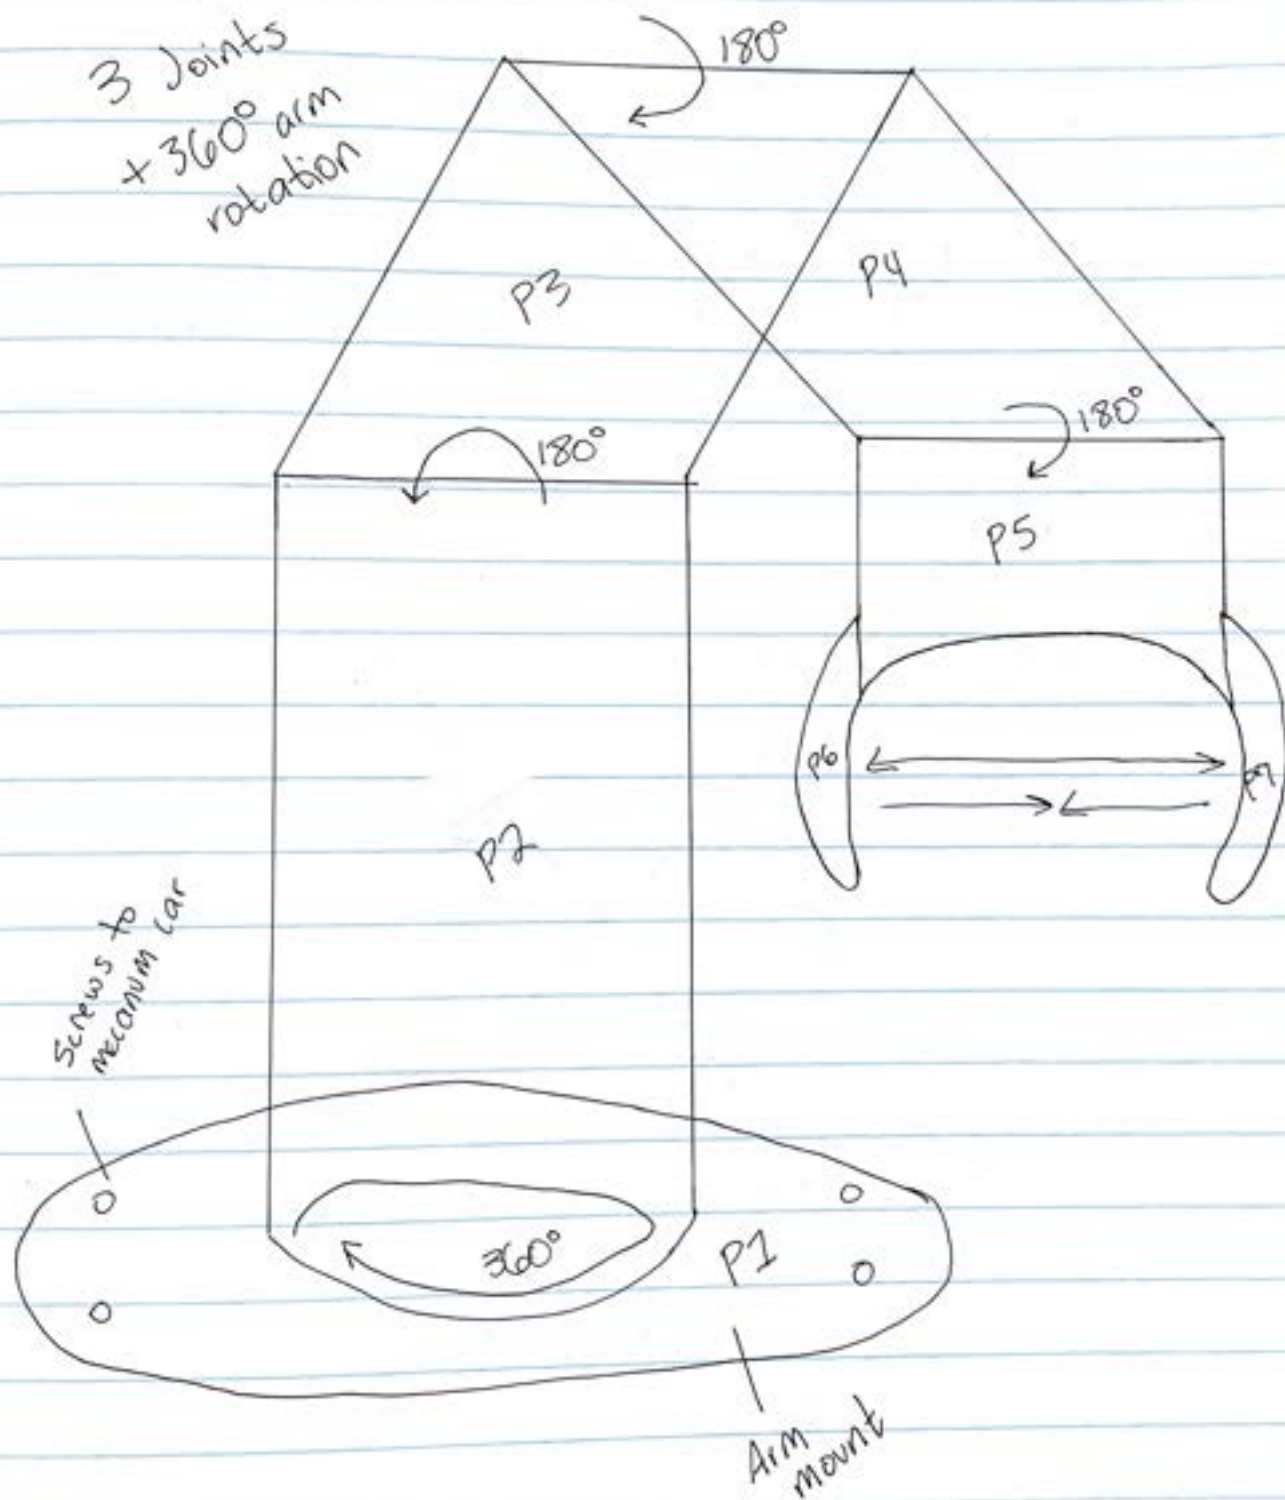 3 Joints
+360° arm
rotation
180°
P3
P4
180°
180°
P5
P6
P7
P2
Screws to
mecanum car
360°
P1
Arm
mount